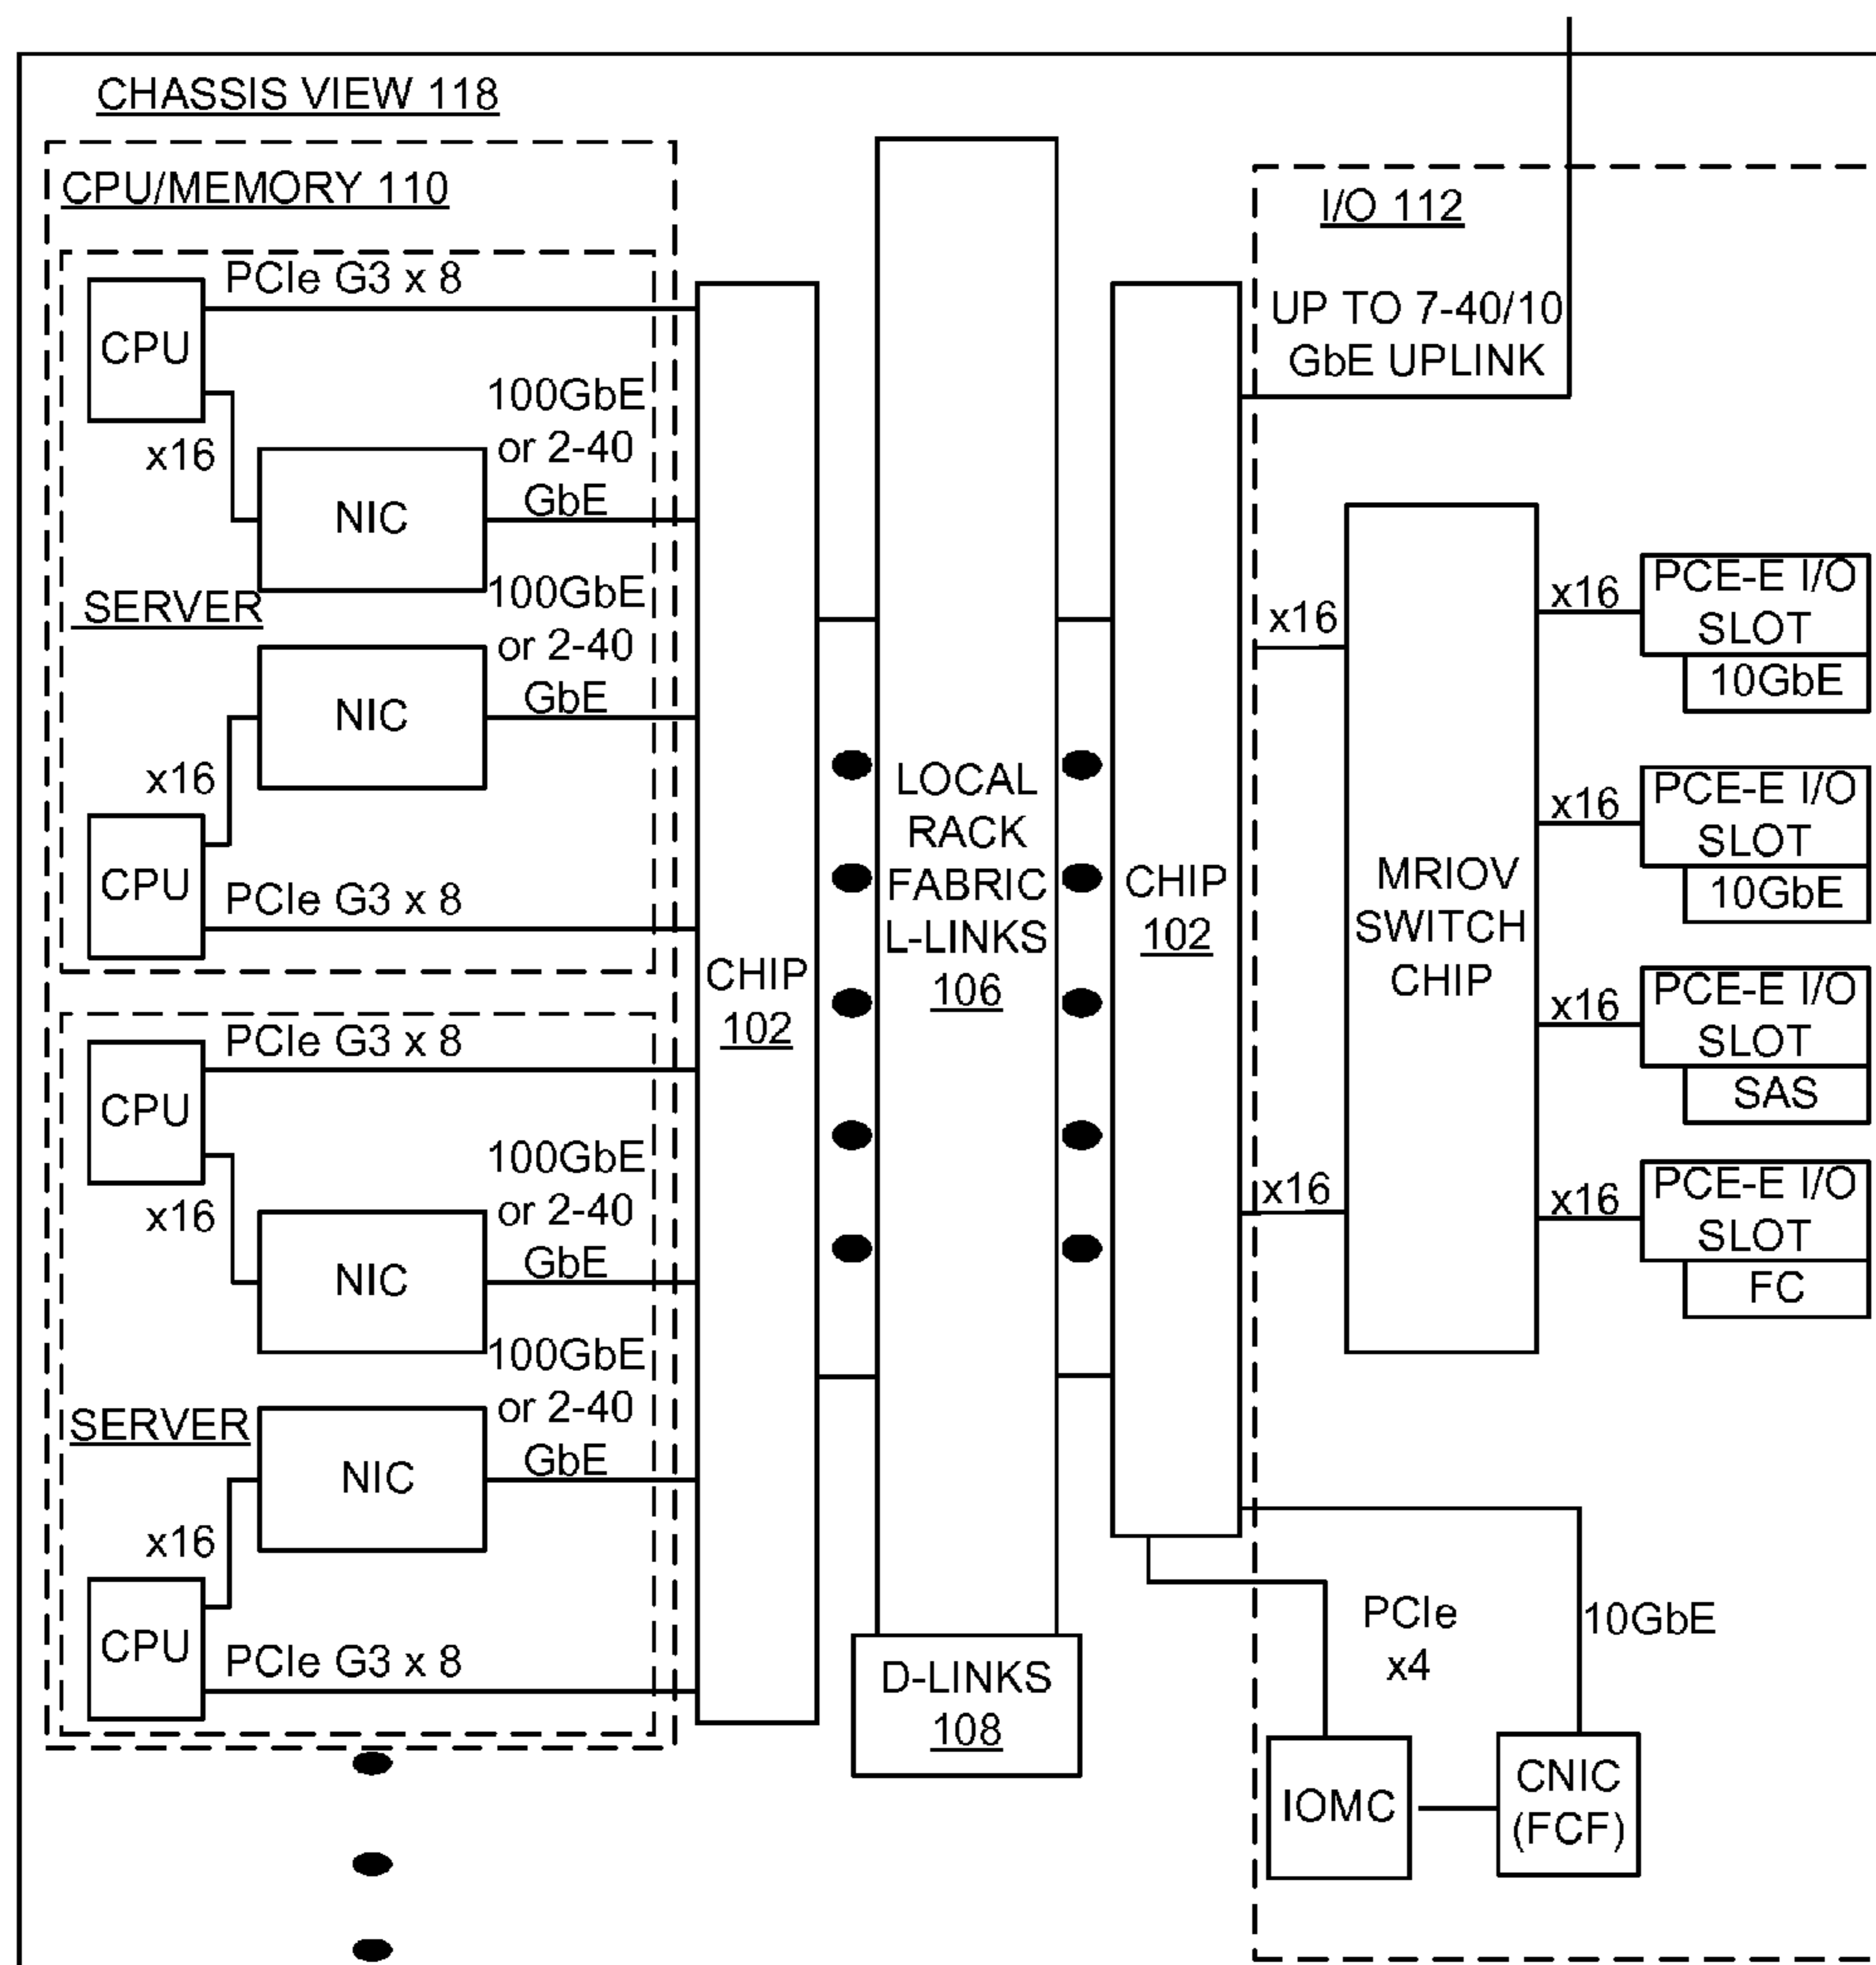 CHASSIS VIEW 118
CPU/MEMORY 110
PCIe G3 x 8
CPU
x16
100GbE
or 2-40
GbE
NIC
SERVER
100GbE
or 2-40
GbE
NIC
x16
CPU
PCIe G3 x 8
PCIe G3 x 8
CPU
x16
100GbE
or 2-40
GbE
NIC
SERVER
100GbE
or 2-40
GbE
NIC
x16
CPU
PCIe G3 x 8
CHIP
102
LOCAL
RACK
FABRIC
L-LINKS
106
D-LINKS
108
CHIP
102
I/O 112
UP TO 7-40/10
GbE UPLINK
x16
x16
MRIOV
SWITCH
CHIP
x16
PCE-E I/O
SLOT
10GbE
x16
PCE-E I/O
SLOT
10GbE
x16
PCE-E I/O
SLOT
SAS
x16
PCE-E I/O
SLOT
FC
PCIe
x4
10GbE
IOMC
CNIC
(FCF)